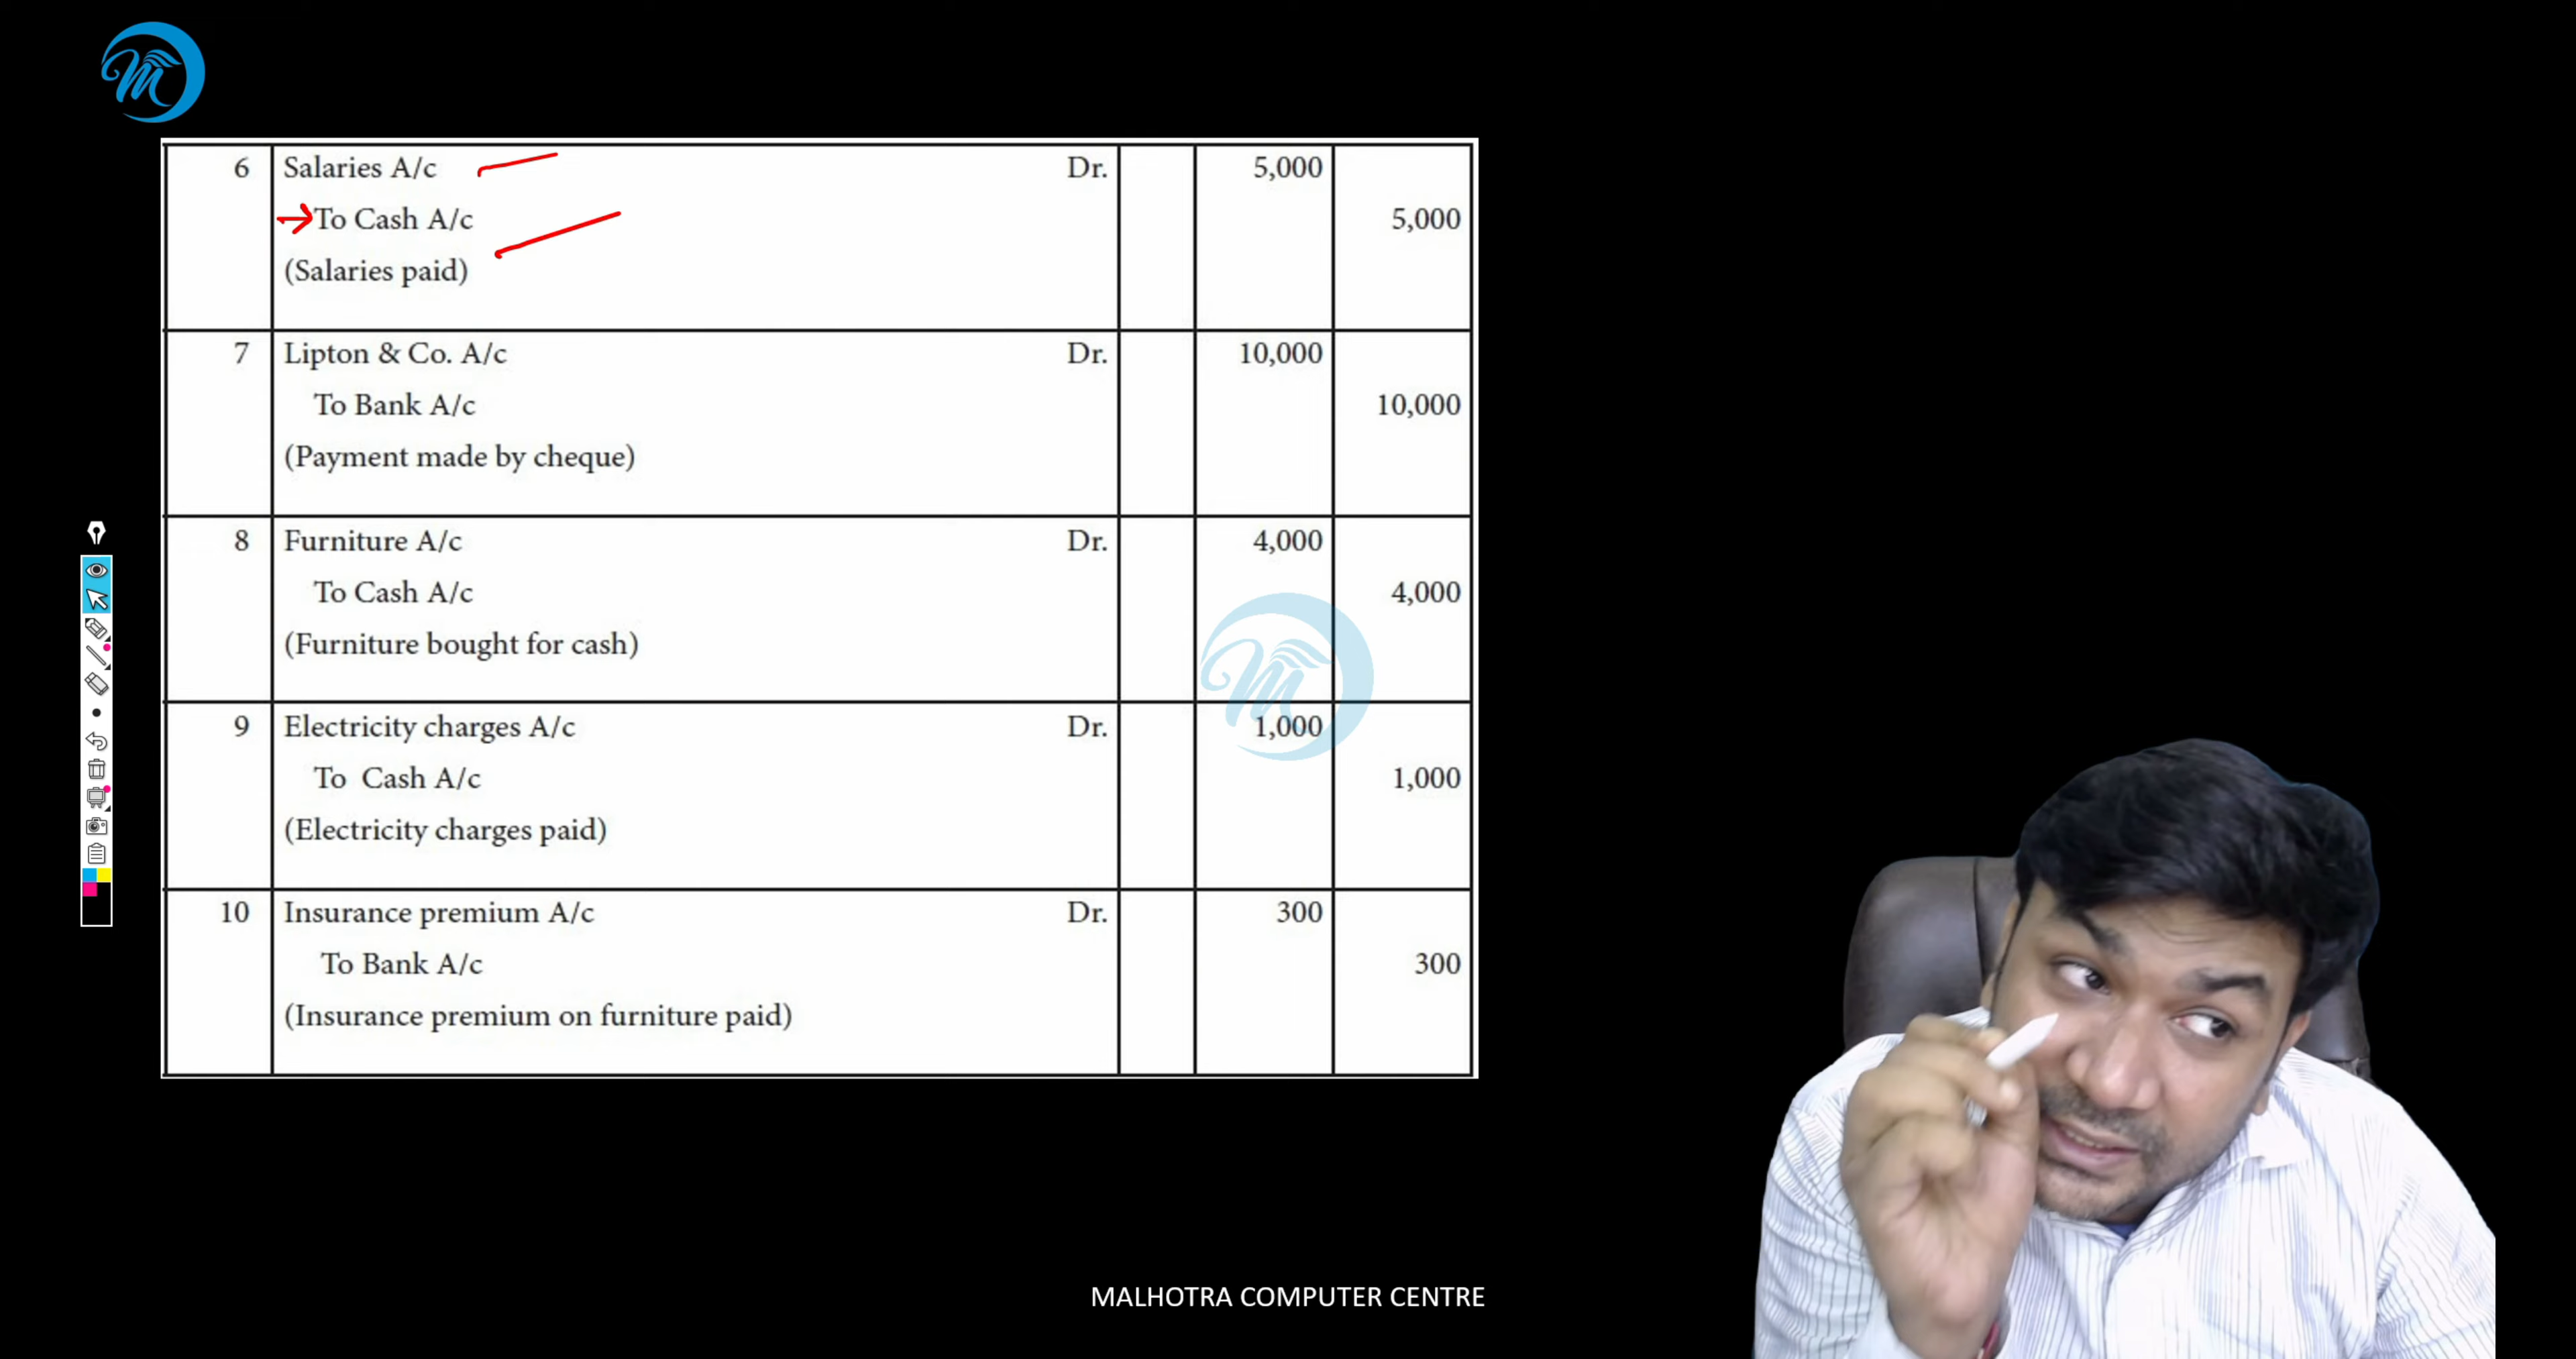 6 Salaries A/c Dr. 5,000
To Cash A/c 5,000
(Salaries paid)
7 Lipton & Co. A/c Dr. 10,000
To Bank A/c 10,000
(Payment made by cheque)
8 Furniture A/c Dr. 4,000
To Cash A/c 4,000
(Furniture bought for cash)
9 Electricity charges A/c Dr. 1,000
To Cash A/c 1,000
(Electricity charges paid)
10 Insurance premium A/c Dr. 300
To Bank A/c 300
(Insurance premium on furniture paid)
MALHOTRA COMPUTER CENTRE